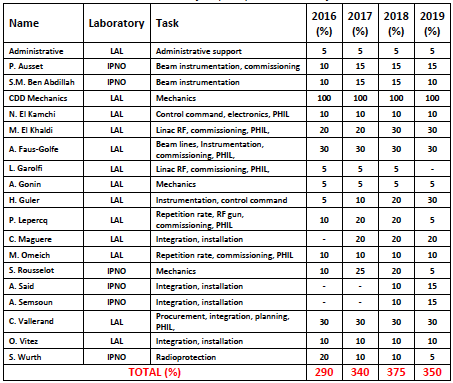 Name Laboratory Task 2016 (%) 2017 (%) 2018 (%) 2019 (%)
Administrative LAL Administrative support 5 5 5 5
P. Ausset IPNO Beam instrumentation, commissioning 10 15 15 15
S.M. Ben Abdillah IPNO Beam instrumentation 10 15 15 10
CDD Mechanics LAL Mechanics 100 100 100 100
N. El Kamchi LAL Control command, electronics, PHIL 10 10 10 10
M. El Khaldi LAL Linac RF, commissioning, PHIL, 20 20 30 30
A. Faus-Golfe LAL Beam lines, Instrumentation, commissioning, PHIL, 30 30 30 30
L. Garolfi LAL Linac RF, commissioning, PHIL, 5 5 5 -
A. Gonin LAL Mechanics 5 5 5 5
H. Guler LAL Instrumentation, control command 5 10 20 30
P. Lepercq LAL Repetition rate, RF gun, commissioning, PHIL 10 20 20 5
C. Maguere LAL Integration, installation - 20 20 20
M. Omeich LAL Repetition rate, commissioning, PHIL 10 10 10 10
S. Rousselot IPNO Mechanics 10 25 20 5
A. Said IPNO Integration, installation - - 10 15
A. Semsoun IPNO Integration, installation - - 10 15
C. Vallerand LAL Procurement, integration, planning, PHIL, 30 30 30 30
O. Vitez LAL Integration, installation 10 10 10 10
S. Wurth IPNO Radioprotection 20 10 10 5
TOTAL (%) 290 340 375 350